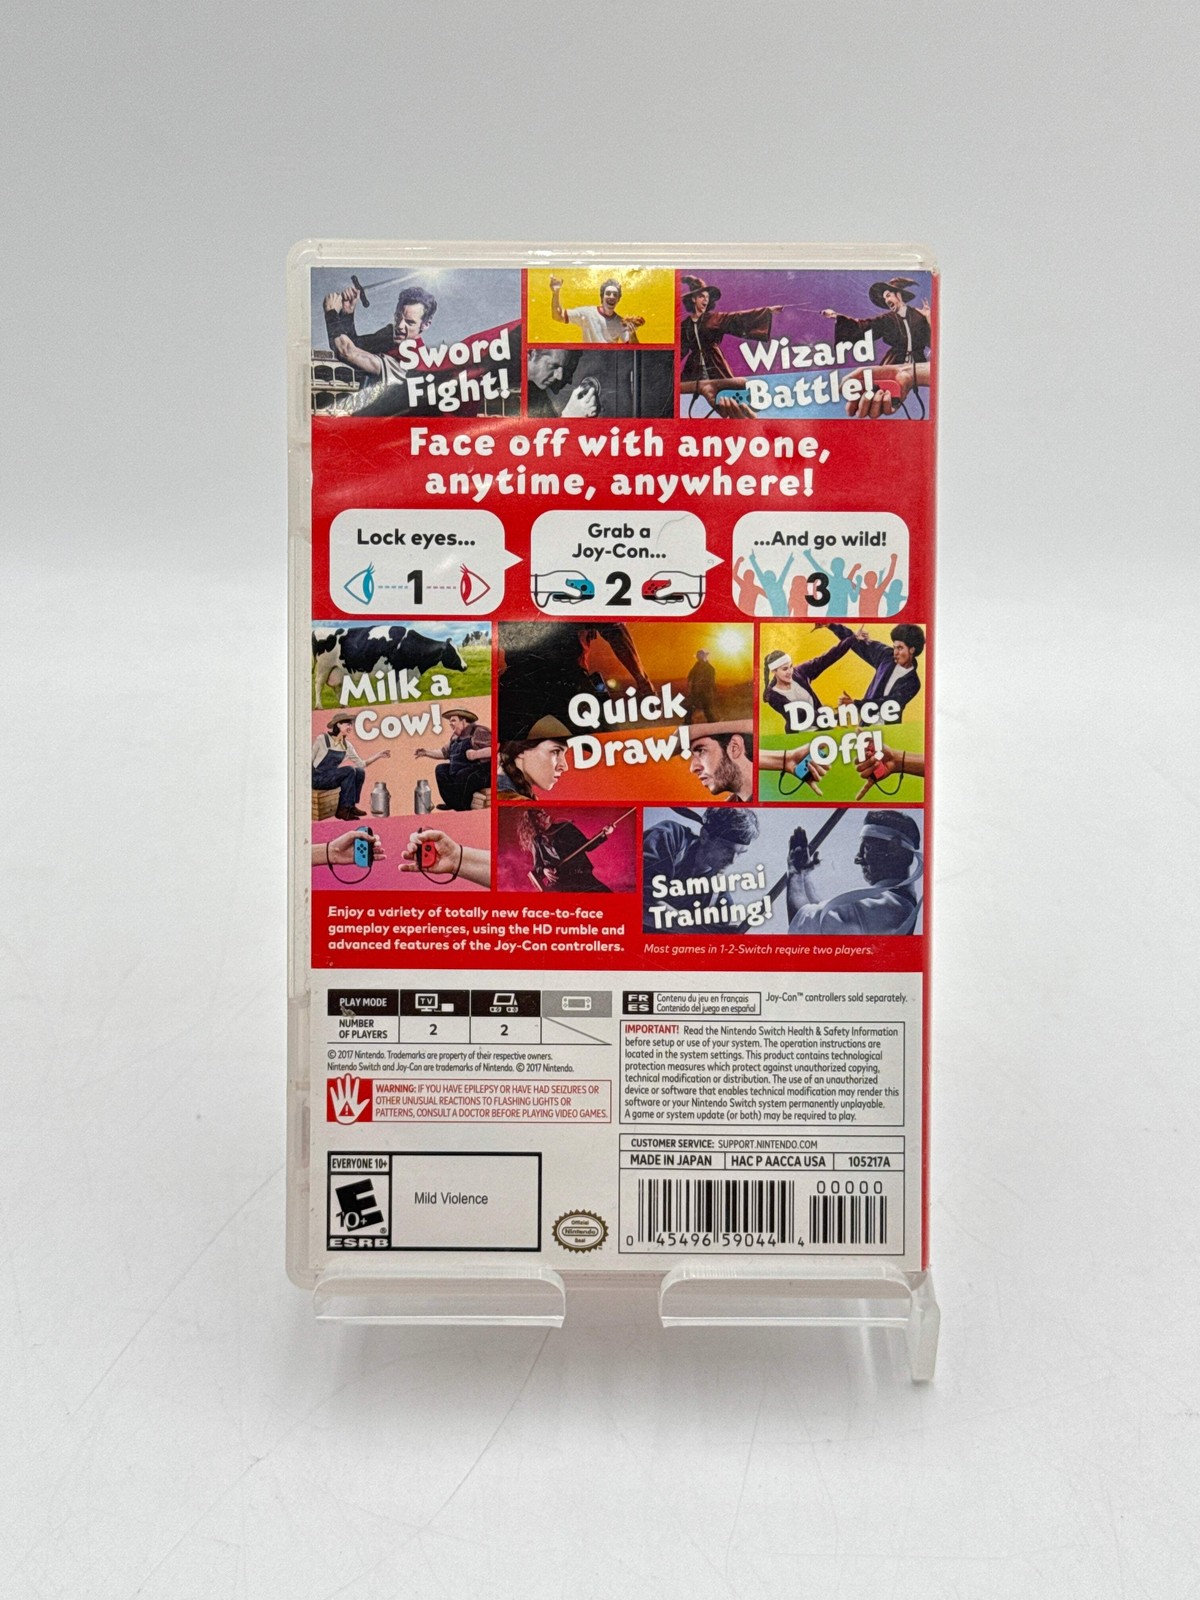 Sword
Fight!
Wizard
Battle!
Face off with anyone,
anytime, anywhere!
Lock eyes...
1
Grab a
Joy-Con...
2
...And go wild!
3
Milk a
Cow!
Quick
Draw!
Dance
Off!
Samurai
Training!
Enjoy a variety of totally new face-to-face
gameplay experiences, using the HD rumble and
advanced features of the Joy-Con controllers.
Most games in 1-2-Switch require two players.
PLAY MODE
TV
NUMBER
OF PLAYERS
2
2
© 2017 Nintendo. Trademarks are property of their respective owners.
Nintendo Switch and Joy-Con are trademarks of Nintendo. © 2017 Nintendo.
WARNING: IF YOU HAVE EPILEPSY OR HAVE HAD SEIZURES OR
OTHER UNUSUAL REACTIONS TO FLASHING LIGHTS OR
PATTERNS, CONSULT A DOCTOR BEFORE PLAYING VIDEO GAMES.
FR
ES
Contenu du jeu en français
Contenido del juego en español
Joy-Con™ controllers sold separately.
IMPORTANT! Read the Nintendo Switch Health & Safety Information
before setup or use of your system. The operation instructions are
located in the system settings. This product contains technological
protection measures which protect against unauthorized copying,
technical modification or distribution. The use of an unauthorized
device or software that enables technical modification may render this
software or your Nintendo Switch system permanently unplayable.
A game or system update (or both) may be required to play.
CUSTOMER SERVICE: SUPPORT.NINTENDO.COM
MADE IN JAPAN
HAC P AACCA USA
105217A
EVERYONE 10+
E
10+
®
ESRB
Mild Violence
Official
Nintendo
Seal
00000
0 45496 59044 4